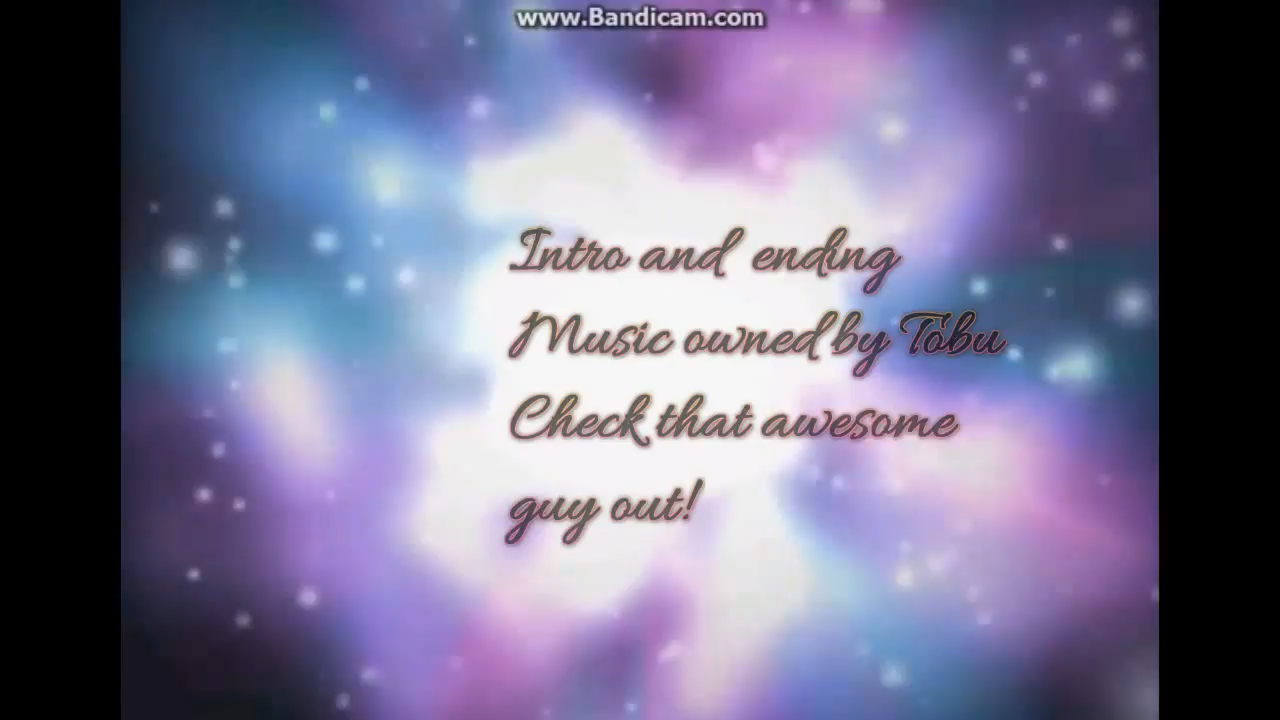 www.Bandicam.com
Intro and ending
Music owned by Tobu
Check that awesome
guy out!